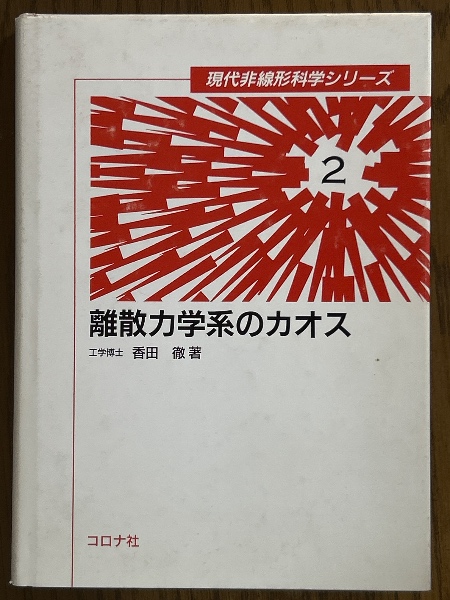 現代非線形科学シリーズ
2
離散力学系のカオス
工学博士 香田 徹 著
コロナ社